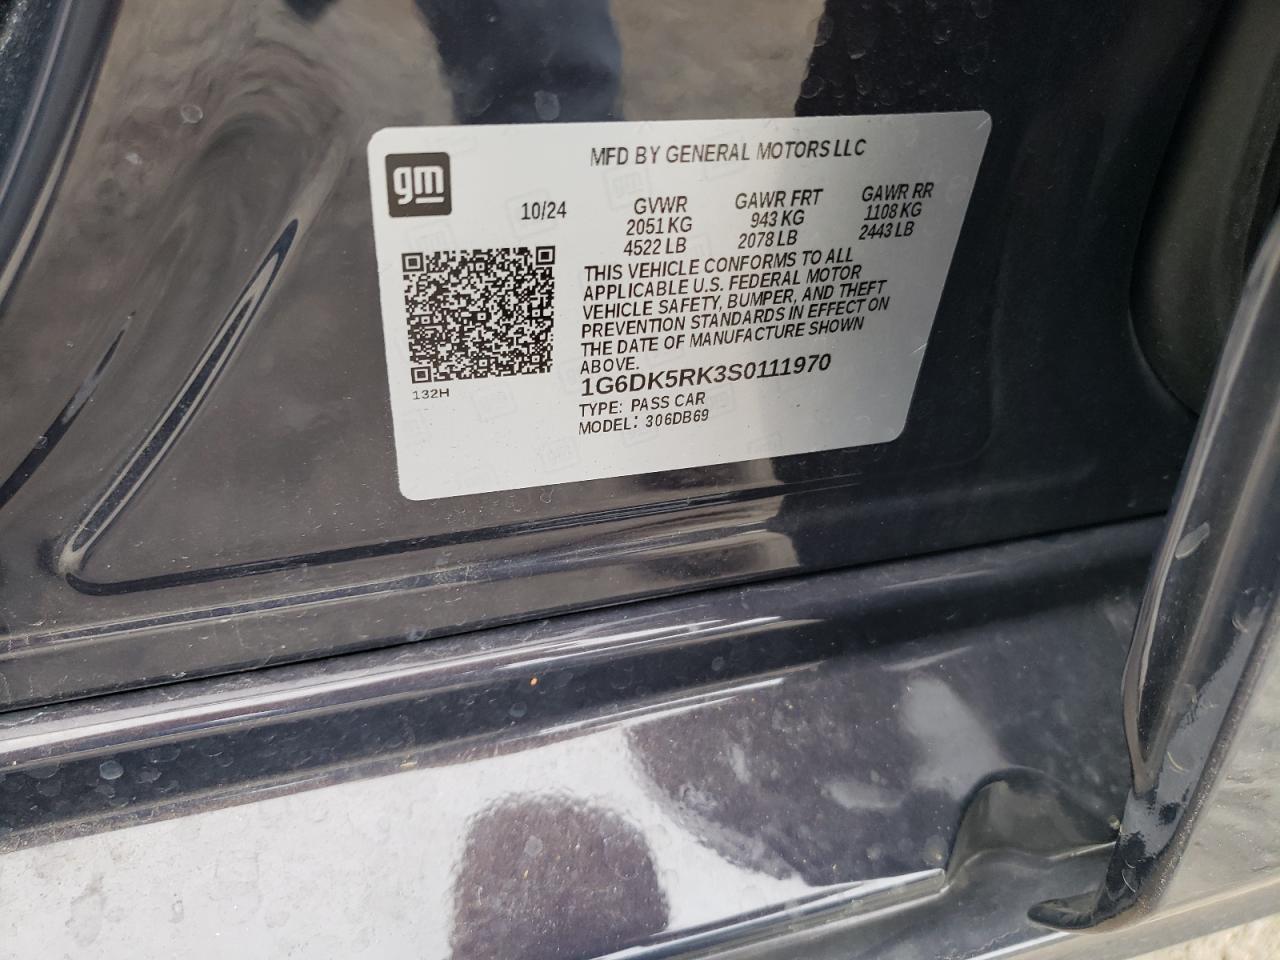 MFD BY GENERAL MOTORS LLC
gm
10/24
GVWR GAWR FRT GAWR RR
2051 KG 943 KG 1108 KG
4522 LB 2078 LB 2443 LB
THIS VEHICLE CONFORMS TO ALL
APPLICABLE U.S. FEDERAL MOTOR
VEHICLE SAFETY, BUMPER, AND THEFT
PREVENTION STANDARDS IN EFFECT ON
THE DATE OF MANUFACTURE SHOWN
ABOVE.
132H
1G6DK5RK3S0111970
TYPE: PASS CAR
MODEL: 306DB69